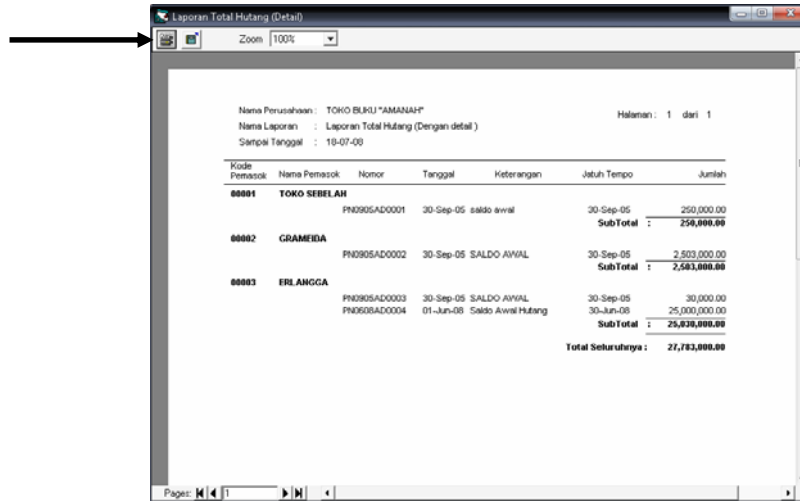 Laporan Total Hutang (Detail)
Zoom 100%
Nama Perusahaan : TOKO BUKU "AMANAH"
Halaman : 1 dari 1
Nama Laporan : Laporan Total Hutang (Dengan detail )
Sampai Tanggal : 18-07-08
Kode Pemasok Nama Pemasok Nomor Tanggal Keterangan Jatuh Tempo Jumlah
00001 TOKO SEBELAH
PN0905AD0001 30-Sep-05 saldo awal 30-Sep-05 250,000.00
SubTotal : 250,000.00
00002 GRAMEIDA
PN0905AD0002 30-Sep-05 SALDO AWAL 30-Sep-05 2,503,000.00
SubTotal : 2,503,000.00
00003 ERLANGGA
PN0905AD0003 30-Sep-05 SALDO AWAL 30-Sep-05 30,000.00
PN0608AD0004 01-Jun-08 Saldo Awal Hutang 30-Jun-08 25,000,000.00
SubTotal : 25,030,000.00
Total Seluruhnya : 27,783,000.00
Pages: 1